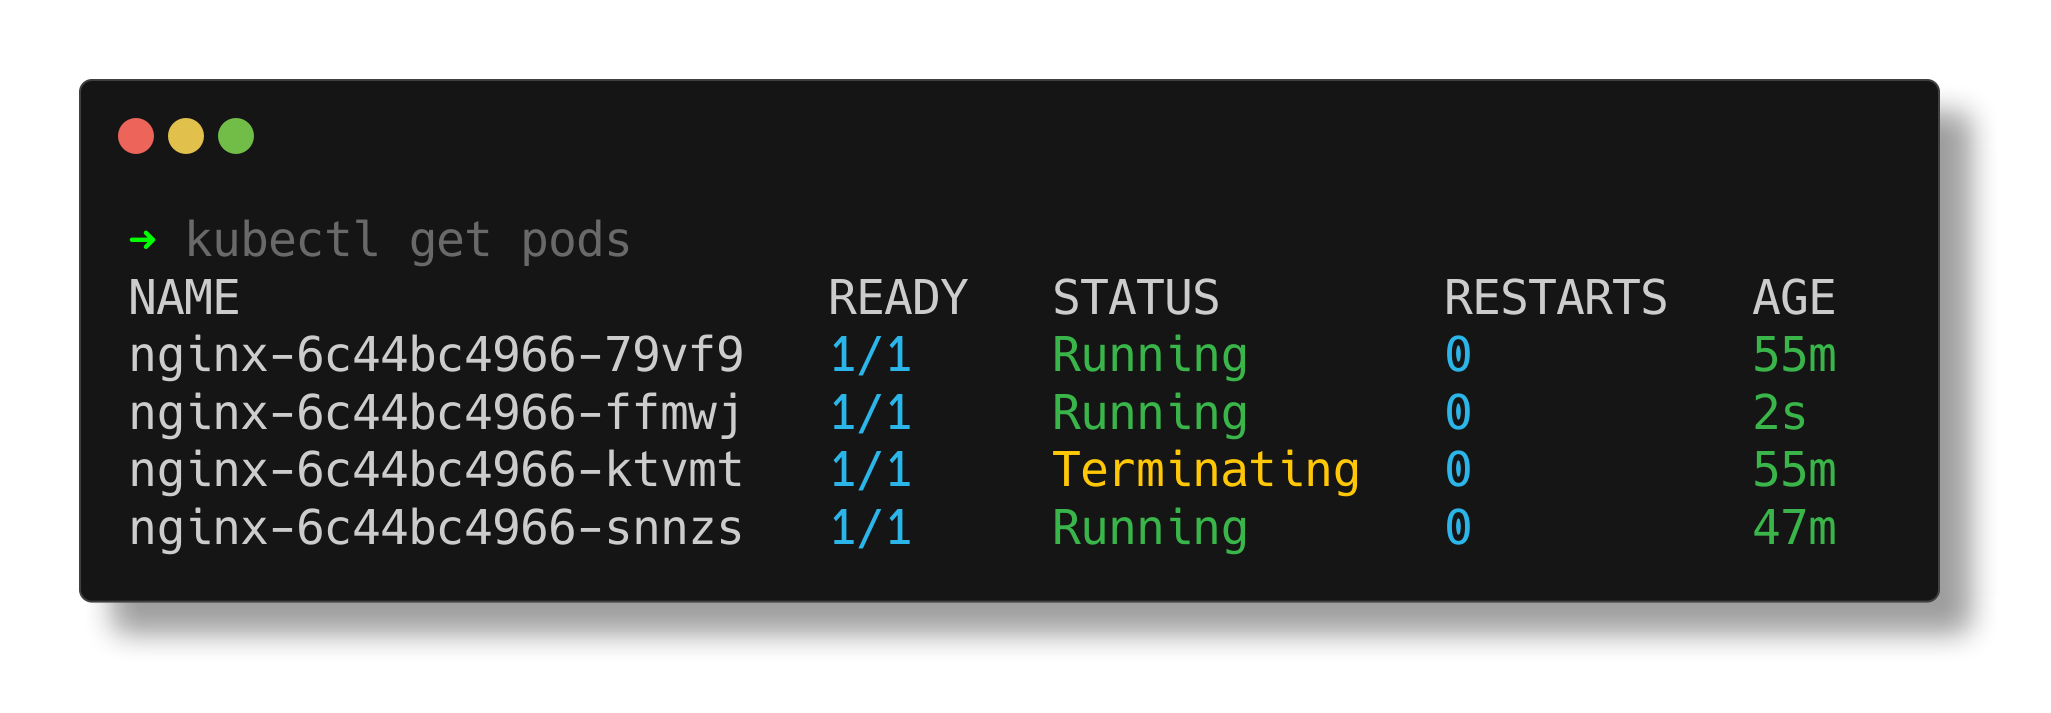 ➜ kubectl get pods
NAME                     READY   STATUS        RESTARTS   AGE
nginx-6c44bc4966-79vf9   1/1     Running       0          55m
nginx-6c44bc4966-ffmwj   1/1     Running       0          2s
nginx-6c44bc4966-ktvmt   1/1     Terminating   0          55m
nginx-6c44bc4966-snnzs   1/1     Running       0          47m